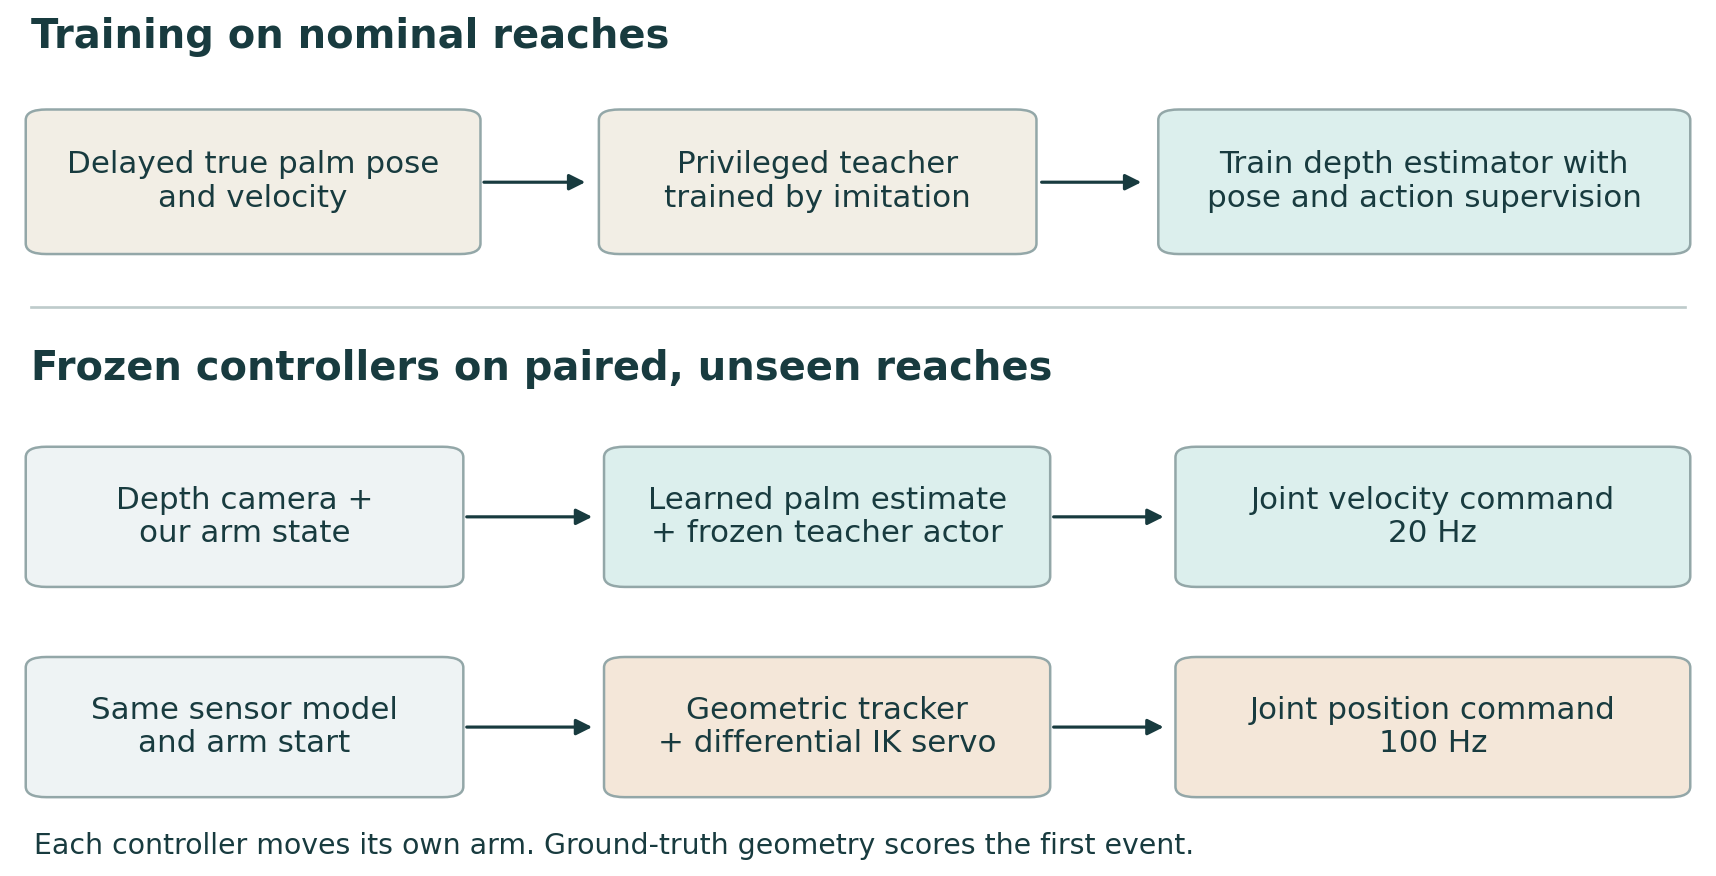 Training on nominal reaches
Delayed true palm pose
and velocity
Privileged teacher
trained by imitation
Train depth estimator with
pose and action supervision
Frozen controllers on paired, unseen reaches
Depth camera +
our arm state
Learned palm estimate
+ frozen teacher actor
Joint velocity command
20 Hz
Same sensor model
and arm start
Geometric tracker
+ differential IK servo
Joint position command
100 Hz
Each controller moves its own arm. Ground-truth geometry scores the first event.